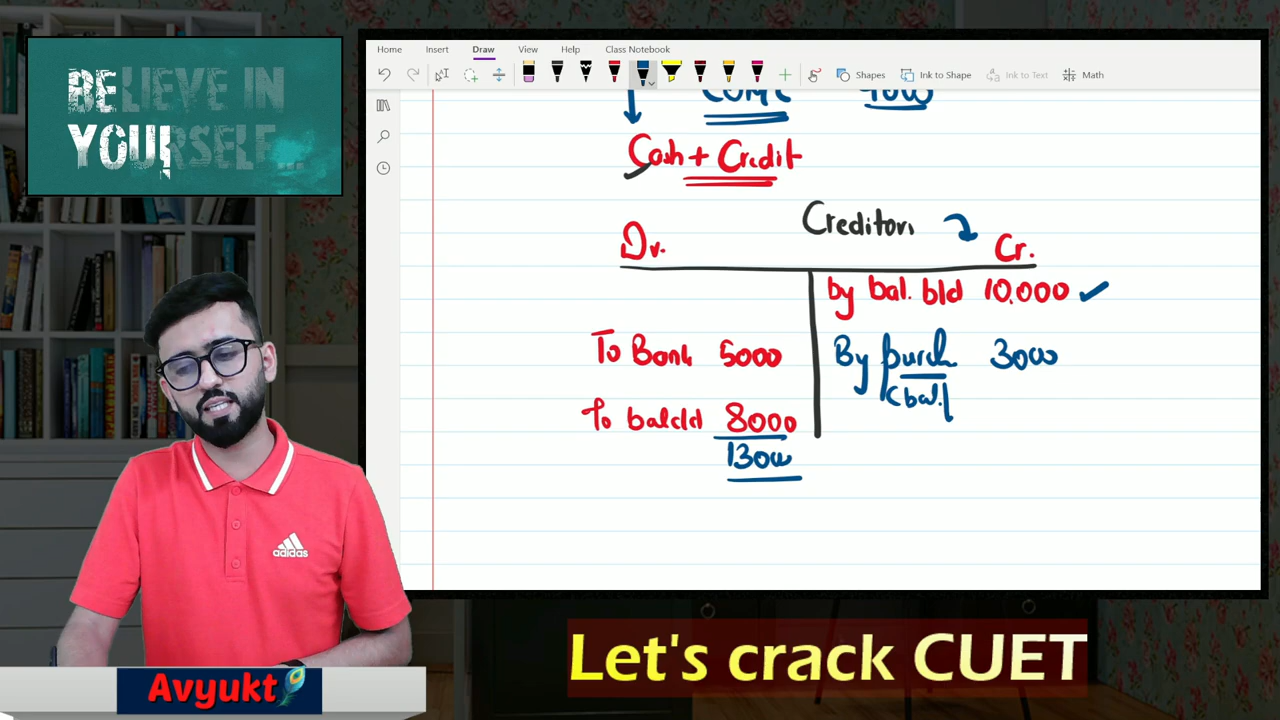 BELIEVE IN
YOURSELF...
Home Insert Draw View Help Class Notebook
Shapes Ink to Shape Ink to Text Math
Cash + Credit
Creditors
Dr. Cr.
by bal. b/d 10,000
To Bank 5000 By purch 3000
(bal.)
To bal c/d 8000
13000
adidas
Let's crack CUET
Avyukt